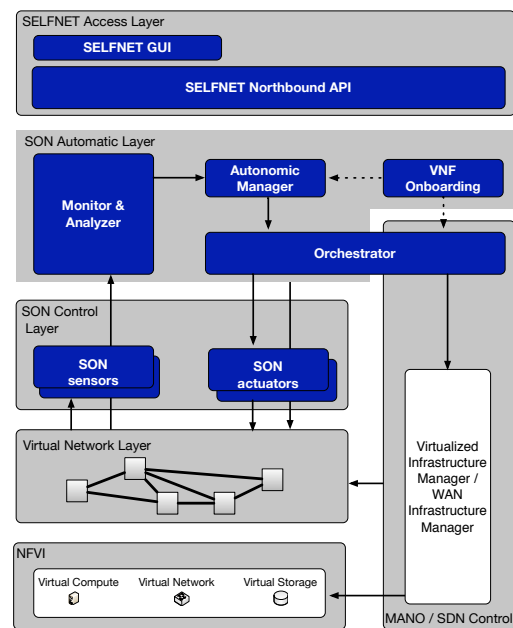 SELFNET Access Layer
SELFNET GUI
SELFNET Northbound API
SON Automatic Layer
Monitor &
Analyzer
Autonomic
Manager
VNF
Onboarding
Orchestrator
SON Control
Layer
SON
sensors
SON
actuators
Virtual Network Layer
Virtualized
Infrastructure
Manager /
WAN
Infrastructure
Manager
NFVI
Virtual Compute
Virtual Network
Virtual Storage
MANO / SDN Control